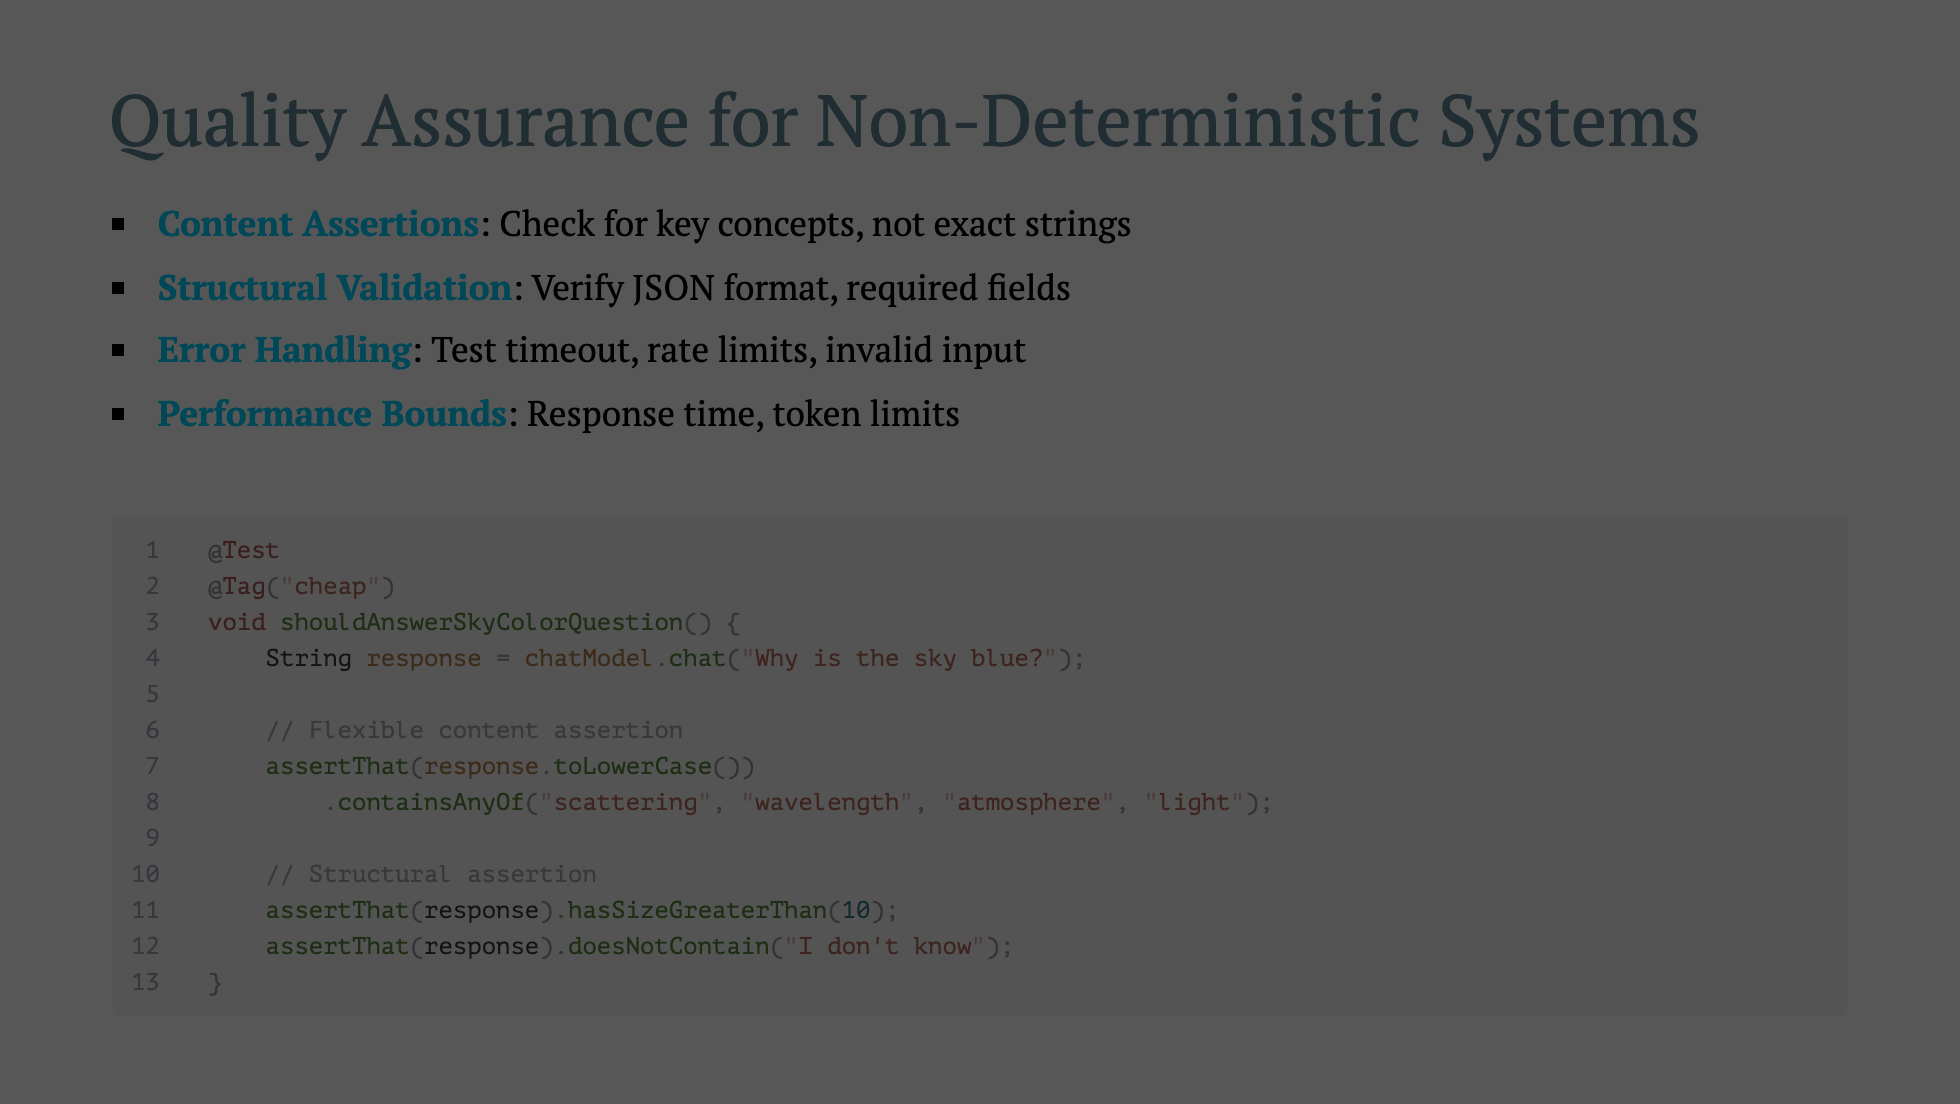 Quality Assurance for Non-Deterministic Systems
▪ Content Assertions: Check for key concepts, not exact strings
▪ Structural Validation: Verify JSON format, required fields
▪ Error Handling: Test timeout, rate limits, invalid input
▪ Performance Bounds: Response time, token limits
1 @Test
2 @Tag("cheap")
3 void shouldAnswerSkyColorQuestion() {
4     String response = chatModel.chat("Why is the sky blue?");
5
6     // Flexible content assertion
7     assertThat(response.toLowerCase())
8         .containsAnyOf("scattering", "wavelength", "atmosphere", "light");
9
10     // Structural assertion
11     assertThat(response).hasSizeGreaterThan(10);
12     assertThat(response).doesNotContain("I don't know");
13 }